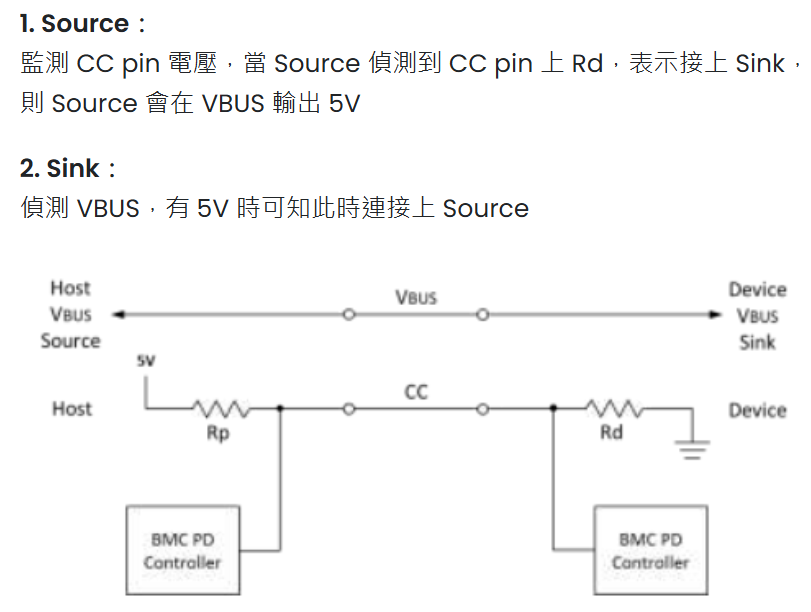 1. Source：
監測 CC pin 電壓，當 Source 偵測到 CC pin 上 Rd，表示接上 Sink，
則 Source 會在 VBUS 輸出 5V
2. Sink：
偵測 VBUS，有 5V 時可知此時連接上 Source
Host
VBUS
Source
VBUS
Device
VBUS
Sink
5V
Host
Rp
CC
Rd
Device
BMC PD
Controller
BMC PD
Controller